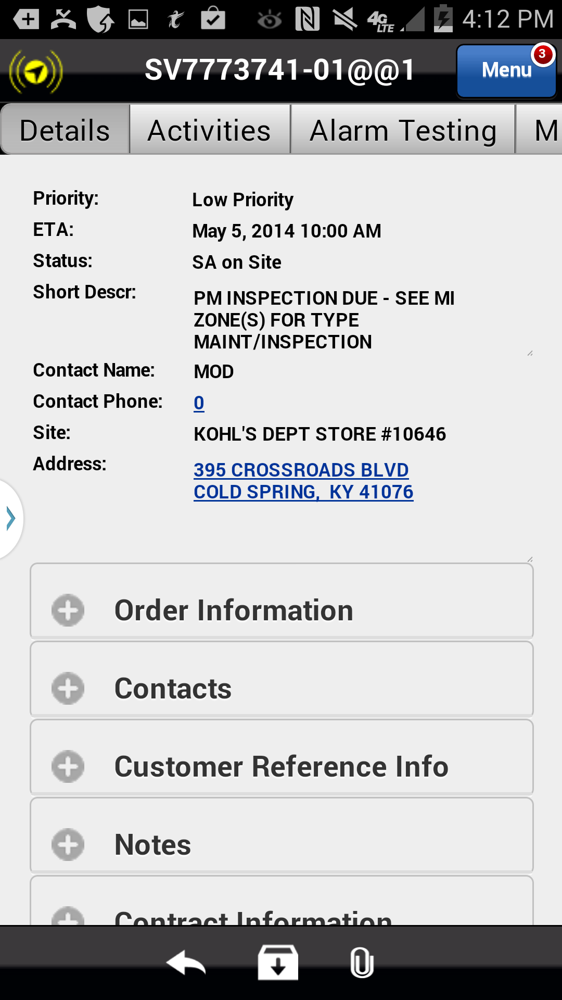 4G LTE 4:12 PM
SV7773741-01@@1 Menu 3
Details Activities Alarm Testing M
Priority: Low Priority
ETA: May 5, 2014 10:00 AM
Status: SA on Site
Short Descr: PM INSPECTION DUE - SEE MI
ZONE(S) FOR TYPE
MAINT/INSPECTION
Contact Name: MOD
Contact Phone: 0
Site: KOHL'S DEPT STORE #10646
Address: 395 CROSSROADS BLVD
COLD SPRING,  KY 41076
Order Information
Contacts
Customer Reference Info
Notes
Contract Information